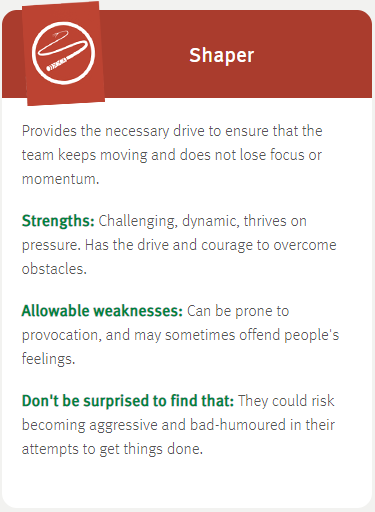 Shaper
Provides the necessary drive to ensure that the
team keeps moving and does not lose focus or
momentum.
Strengths: Challenging, dynamic, thrives on
pressure. Has the drive and courage to overcome
obstacles.
Allowable weaknesses: Can be prone to
provocation, and may sometimes offend people's
feelings.
Don't be surprised to find that: They could risk
becoming aggressive and bad-humoured in their
attempts to get things done.